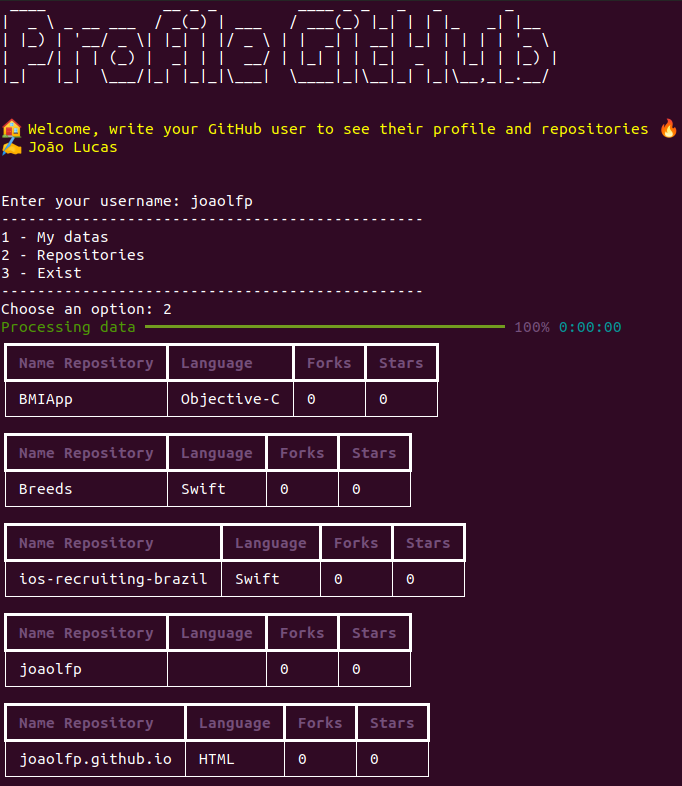 Profile GitHub
🏠 Welcome, write your GitHub user to see their profile and repositories 🔥
✍ João Lucas
Enter your username: joaolfp
-----------------------------------------------
1 - My datas
2 - Repositories
3 - Exist
-----------------------------------------------
Choose an option: 2
Processing data 100% 0:00:00
Name Repository Language Forks Stars
BMIApp Objective-C 0 0
Name Repository Language Forks Stars
Breeds Swift 0 0
Name Repository Language Forks Stars
ios-recruiting-brazil Swift 0 0
Name Repository Language Forks Stars
joaolfp 0 0
Name Repository Language Forks Stars
joaolfp.github.io HTML 0 0